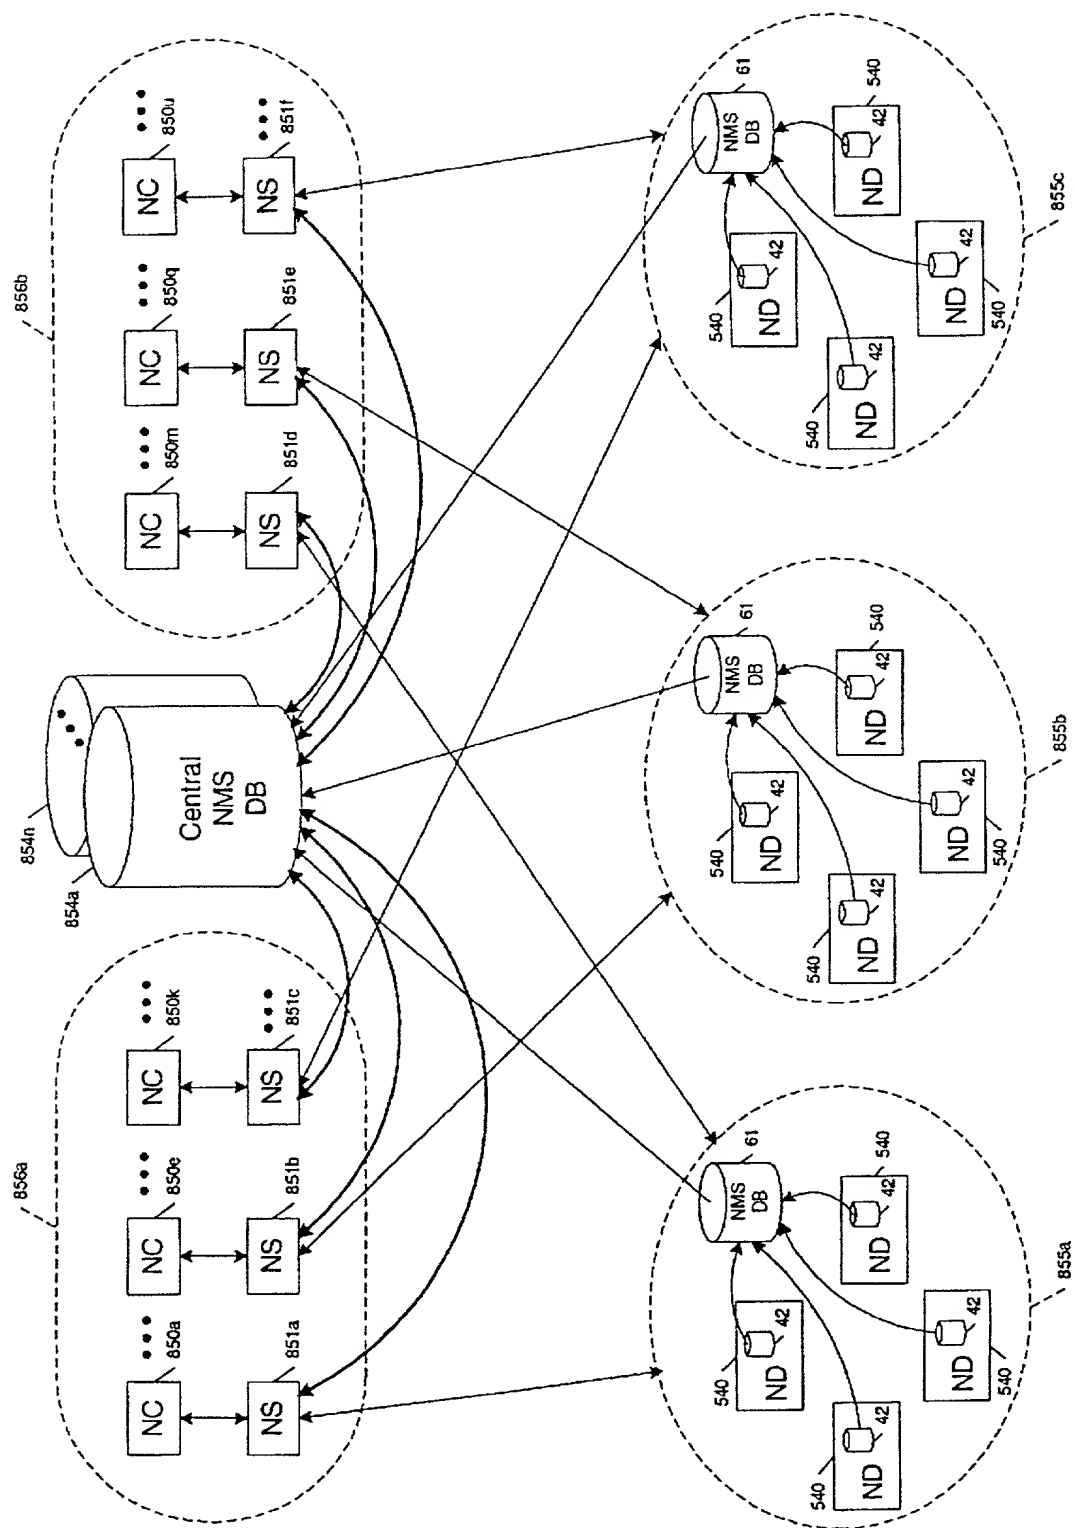 856a
854n
856b
854a
NC
850a
NC
850e
NC
850k
NC
850m
NC
850q
NC
850u
Central
NMS
DB
NS
851a
NS
851b
NS
851c
NS
851d
NS
851e
NS
851f
61
NMS
DB
540
42
ND
540
42
ND
540
42
ND
540
42
ND
855a
61
NMS
DB
540
42
ND
540
42
ND
540
42
ND
540
42
ND
855b
61
NMS
DB
540
42
ND
540
42
ND
540
42
ND
540
42
ND
855c